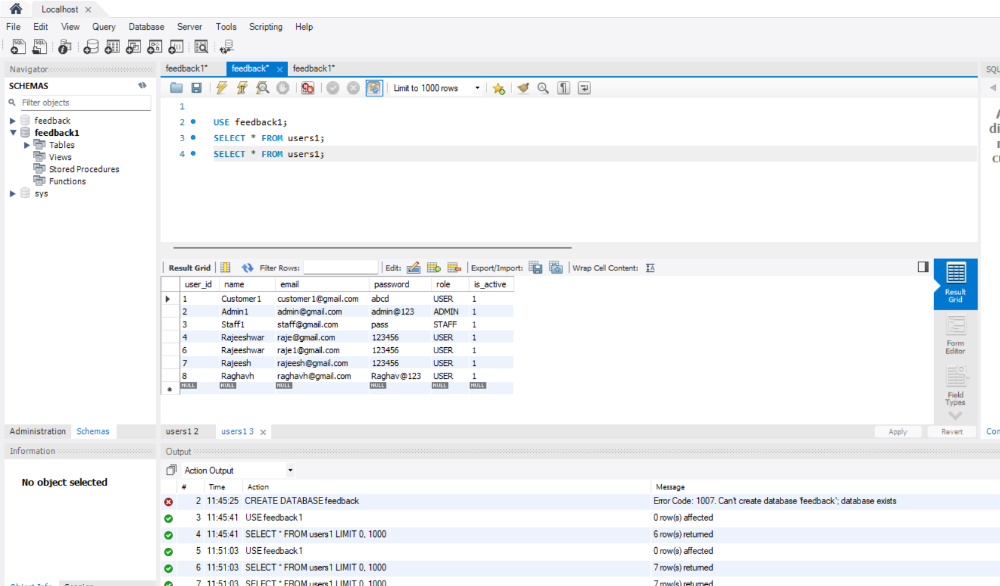 Localhost
File Edit View Query Database Server Tools Scripting Help
Navigator
SCHEMAS
Filter objects
feedback
feedback1
Tables
Views
Stored Procedures
Functions
sys
Administration Schemas
Information
No object selected
feedback1* feedback* feedback1*
Limit to 1000 rows
1
2 USE feedback1;
3 SELECT * FROM users1;
4 SELECT * FROM users1;
Result Grid Filter Rows: Edit: Export/Import: Wrap Cell Content:
user_id name email password role is_active
1 Customer1 customer1@gmail.com abcd USER 1
2 Admin1 admin@gmail.com admin@123 ADMIN 1
3 Staff1 staff@gmail.com pass STAFF 1
4 Rajeeshwar raje@gmail.com 123456 USER 1
6 Rajeeshwar raje1@gmail.com 123456 USER 1
7 Rajeesh rajeesh@gmail.com 123456 USER 1
8 Raghavh raghavh@gmail.com Raghav@123 USER 1
NULL NULL NULL NULL NULL NULL
Result
Grid
Form
Editor
Field
Types
users1 2 users1 3 Apply Revert
Output
Action Output
# Time Action Message
2 11:45:25 CREATE DATABASE feedback Error Code: 1007. Can't create database 'feedback'; database exists
3 11:45:41 USE feedback1 0 row(s) affected
4 11:45:41 SELECT * FROM users1 LIMIT 0, 1000 6 row(s) returned
5 11:51:03 USE feedback1 0 row(s) affected
6 11:51:03 SELECT * FROM users1 LIMIT 0, 1000 7 row(s) returned
7 11:51:03 SELECT * FROM users1 LIMIT 0, 1000 7 row(s) returned
SQL